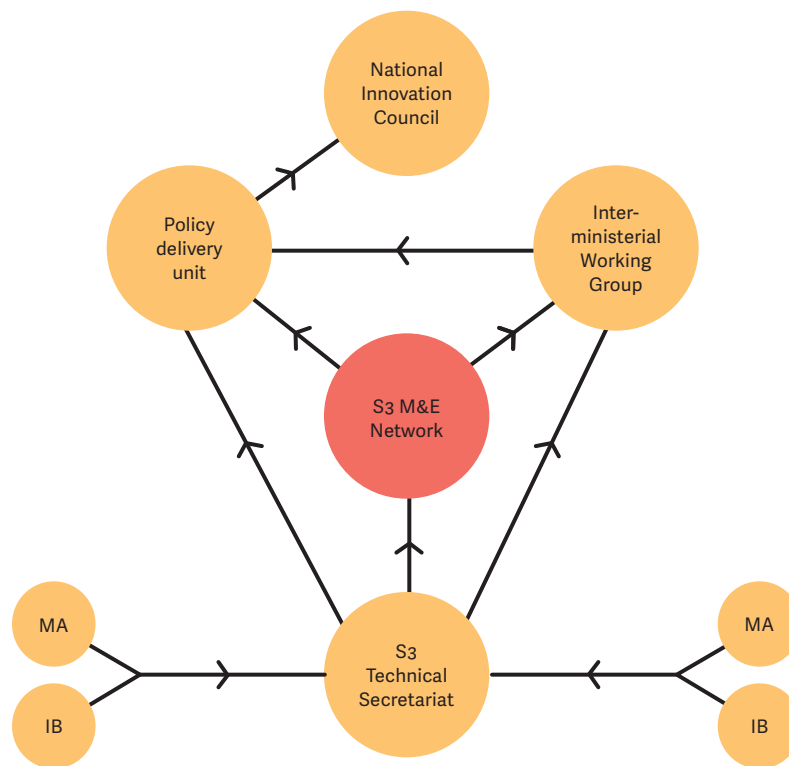 National
Innovation
Council
Policy
delivery
unit
Inter-
ministerial
Working
Group
S3 M&E
Network
MA
IB
S3
Technical
Secretariat
MA
IB